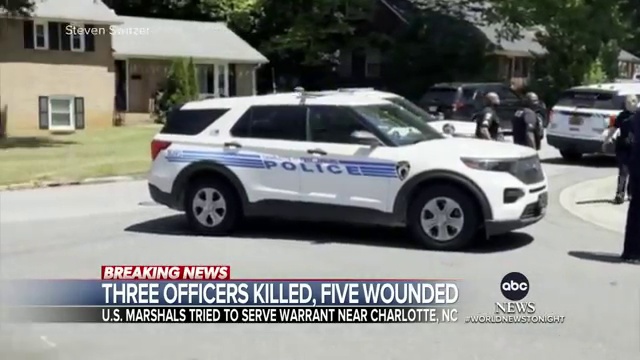 Steven Switzer
POLICE
BREAKING NEWS
THREE OFFICERS KILLED, FIVE WOUNDED
U.S. MARSHALS TRIED TO SERVE WARRANT NEAR CHARLOTTE, NC
abc
NEWS
#WORLDNEWSTONIGHT